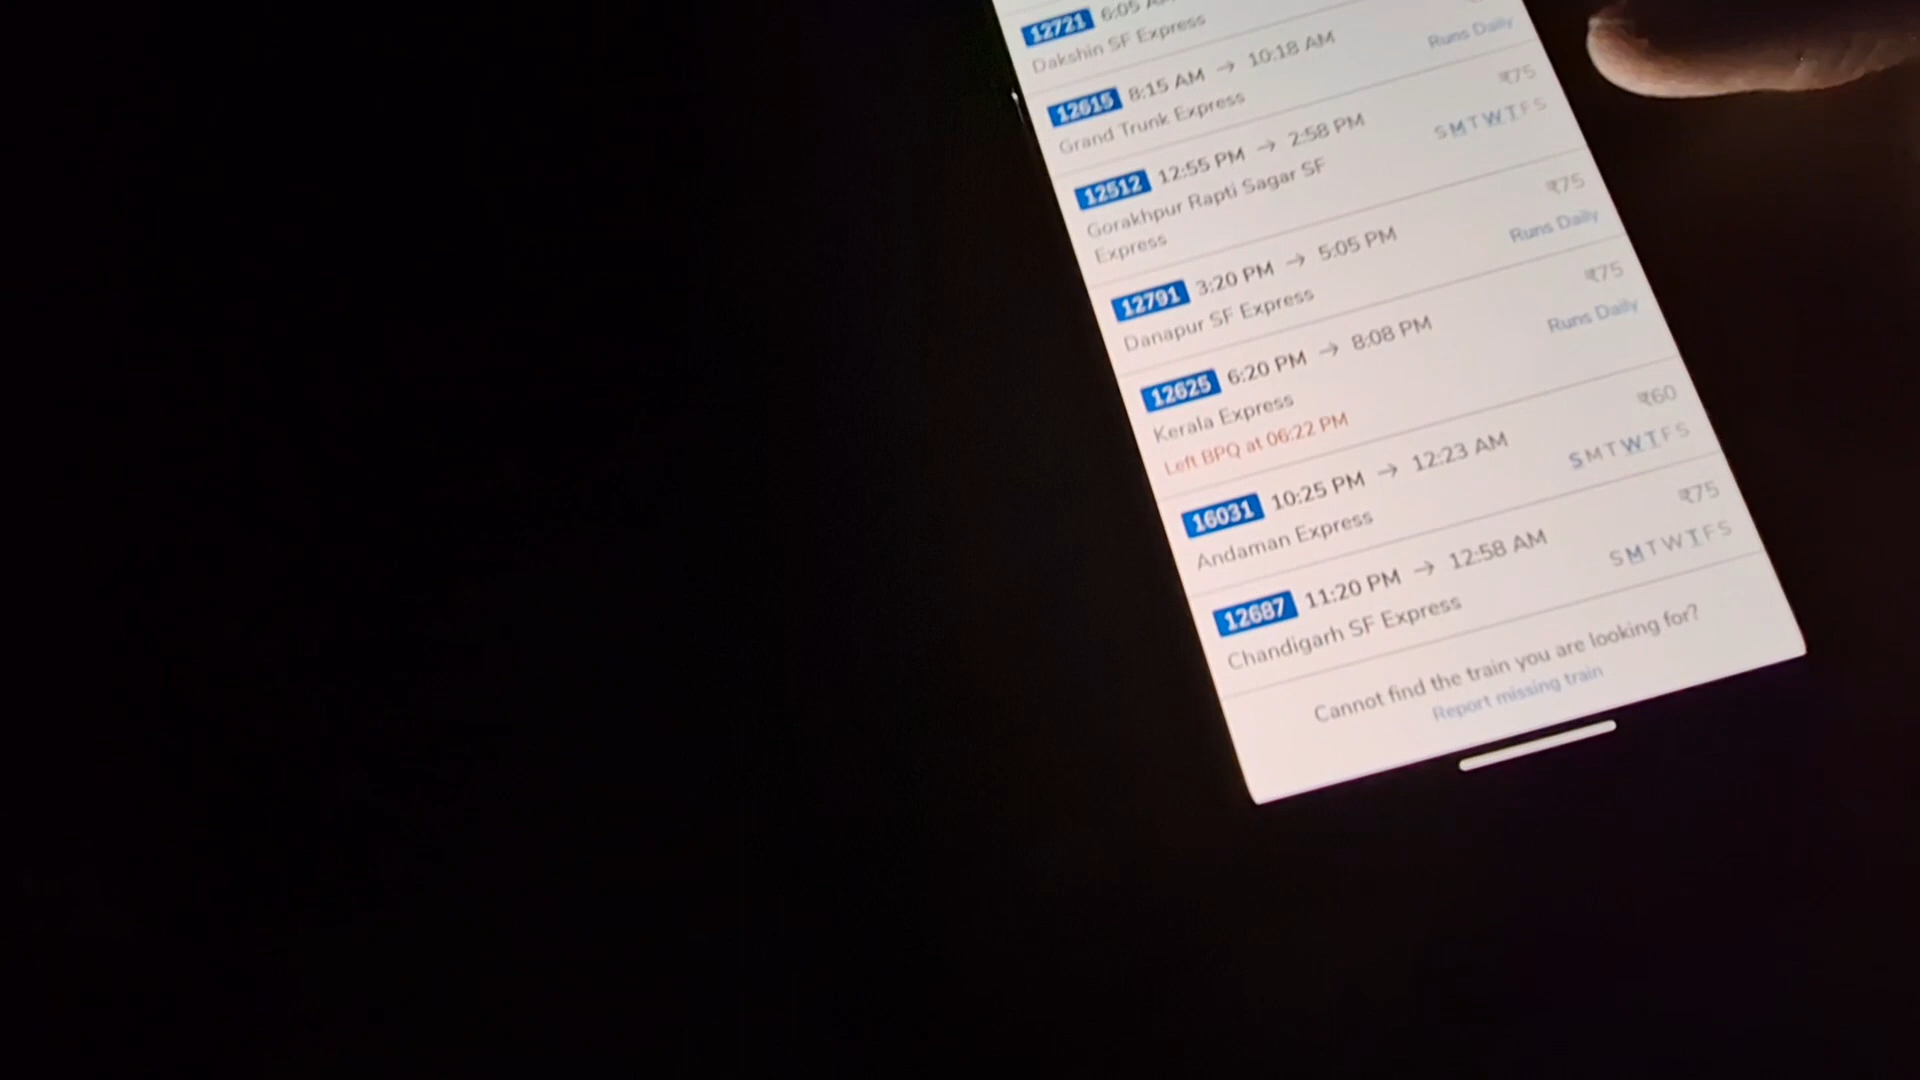 12721 6:05
Dakshin SF Express
12615 8:15 AM → 10:18 AM Runs Daily
Grand Trunk Express ₹75
12512 12:55 PM → 2:58 PM S M T W T F S
Gorakhpur Rapti Sagar SF
Express ₹75
12791 3:20 PM → 5:05 PM Runs Daily
Danapur SF Express ₹75
12625 6:20 PM → 8:08 PM Runs Daily
Kerala Express
Left BPQ at 06:22 PM ₹60
16031 10:25 PM → 12:23 AM S M T W T F S
Andaman Express ₹75
12687 11:20 PM → 12:58 AM S M T W T F S
Chandigarh SF Express
Cannot find the train you are looking for?
Report missing train